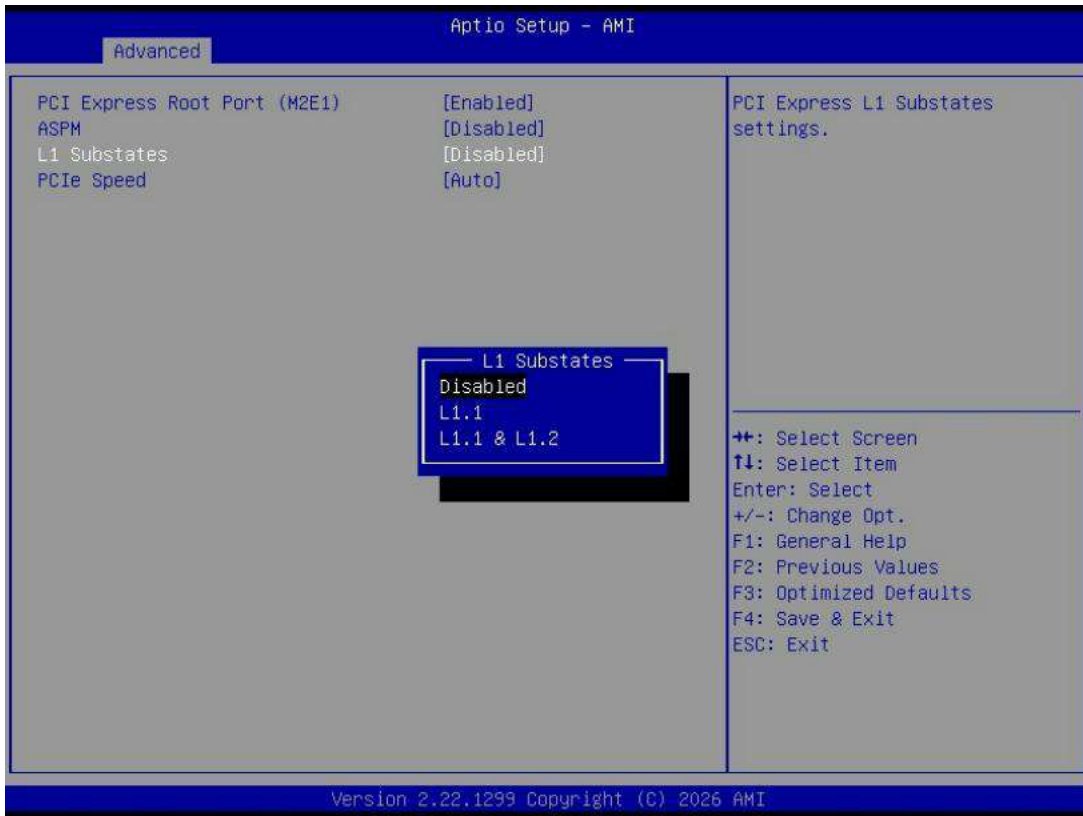 Aptio Setup – AMI
Advanced
PCI Express Root Port (M2E1) [Enabled]
ASPM [Disabled]
L1 Substates [Disabled]
PCIe Speed [Auto]
L1 Substates
Disabled
L1.1
L1.1 & L1.2
PCI Express L1 Substates
settings.
→←: Select Screen
↑↓: Select Item
Enter: Select
+/-: Change Opt.
F1: General Help
F2: Previous Values
F3: Optimized Defaults
F4: Save & Exit
ESC: Exit
Version 2.22.1299 Copyright (C) 2026 AMI